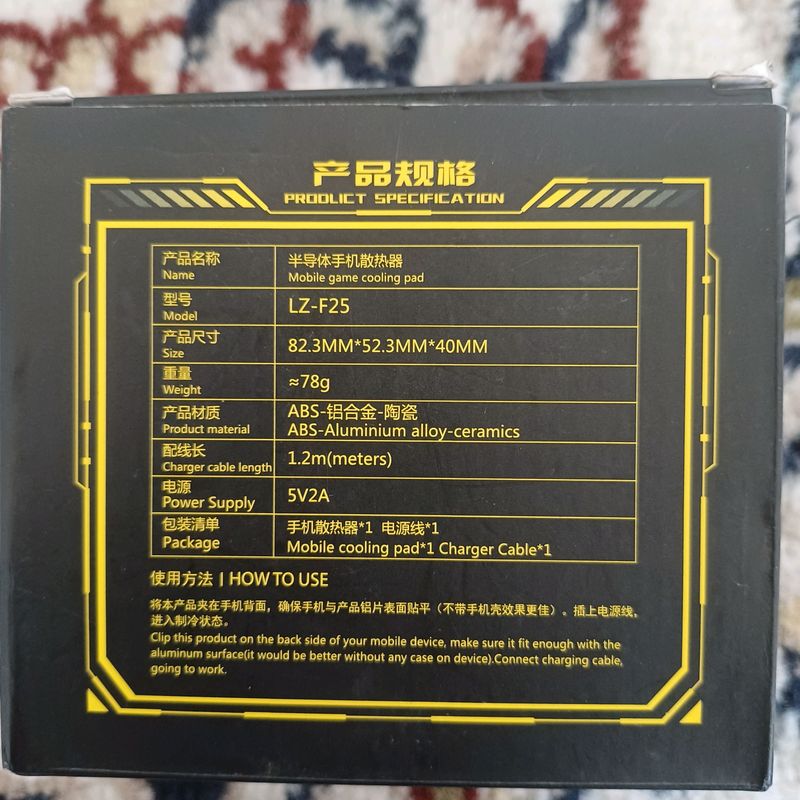 产品规格
PRODLICT SPECIFICATION
产品名称 半导体手机散热器
Name Mobile game cooling pad
型号
Model LZ-F25
产品尺寸
Size 82.3MM*52.3MM*40MM
重量
Weight ≈78g
产品材质 ABS-铝合金-陶瓷
Product material ABS-Aluminium alloy-ceramics
配线长
Charger cable length 1.2m(meters)
电源
Power Supply 5V2A
包装清单 手机散热器*1 电源线*1
Package Mobile cooling pad*1 Charger Cable*1
使用方法 | HOW TO USE
将本产品夹在手机背面，确保手机与产品铝片表面贴平（不带手机壳效果更佳）。插上电源线，
进入制冷状态。
Clip this product on the back side of your mobile device, make sure it fit enough with the
aluminum surface(it would be better without any case on device).Connect charging cable,
going to work.